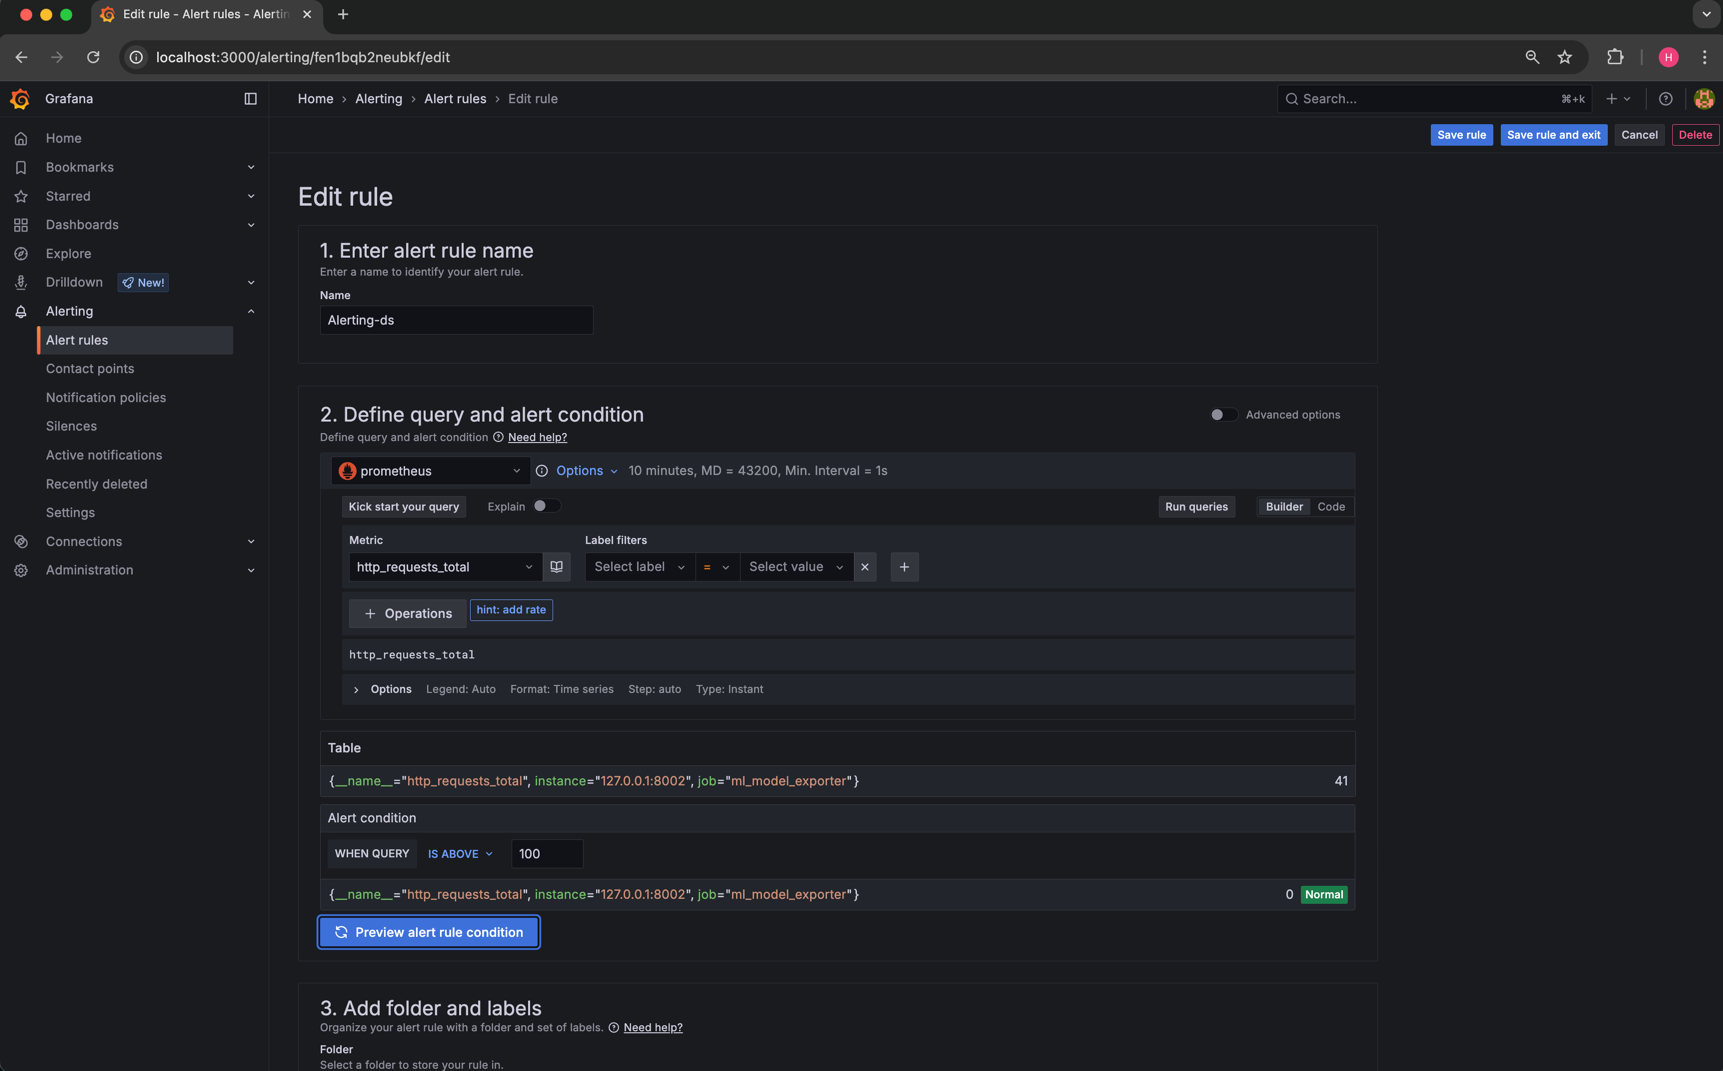 Edit rule - Alert rules - Alertin
localhost:3000/alerting/fen1bqb2neubkf/edit
H
Grafana
Home › Alerting › Alert rules › Edit rule
Search... ⌘+k
Save rule Save rule and exit Cancel Delete
Home
Bookmarks
Starred
Dashboards
Explore
Drilldown New!
Alerting
Alert rules
Contact points
Notification policies
Silences
Active notifications
Recently deleted
Settings
Connections
Administration
Edit rule
1. Enter alert rule name
Enter a name to identify your alert rule.
Name
Alerting-ds
2. Define query and alert condition
Advanced options
Define query and alert condition Need help?
prometheus Options 10 minutes, MD = 43200, Min. Interval = 1s
Kick start your query Explain Run queries Builder Code
Metric Label filters
http_requests_total Select label = Select value × +
+ Operations hint: add rate
http_requests_total
Options Legend: Auto Format: Time series Step: auto Type: Instant
Table
{__name__="http_requests_total", instance="127.0.0.1:8002", job="ml_model_exporter"} 41
Alert condition
WHEN QUERY IS ABOVE 100
{__name__="http_requests_total", instance="127.0.0.1:8002", job="ml_model_exporter"} 0 Normal
Preview alert rule condition
3. Add folder and labels
Organize your alert rule with a folder and set of labels. Need help?
Folder
Select a folder to store your rule in.